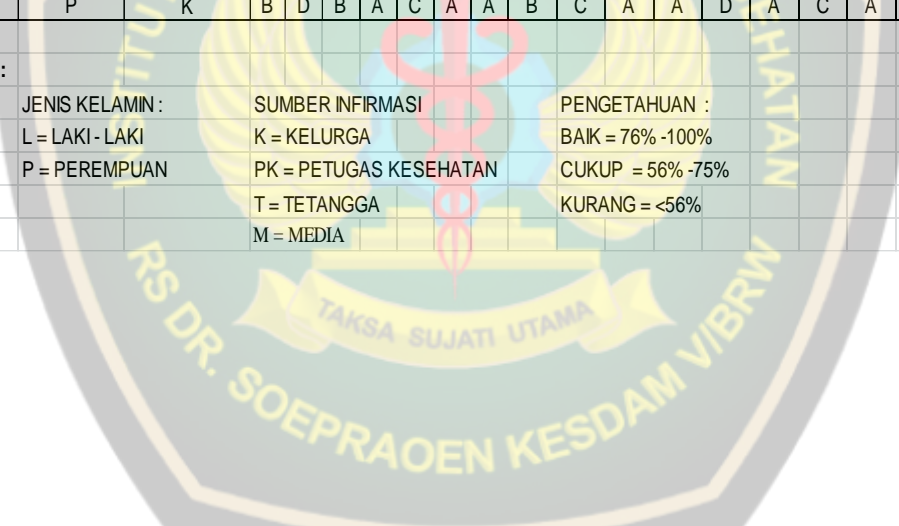 P K B D B A C A A B C A A D A C A
:
JENIS KELAMIN : SUMBER INFIRMASI PENGETAHUAN :
L = LAKI - LAKI K = KELURGA BAIK = 76% -100%
P = PEREMPUAN PK = PETUGAS KESEHATAN CUKUP = 56% -75%
T = TETANGGA KURANG = <56%
M = MEDIA
TAKSA SUJATI UTAMA
RS DR. SOEPRAOEN KESDAM V/BRW